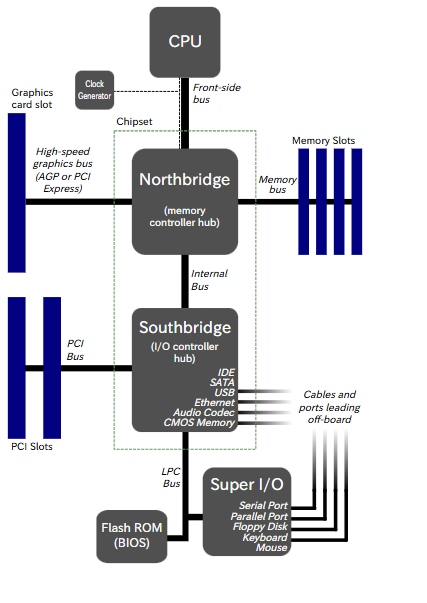 CPU
Clock
Generator
Front-side
bus
Graphics
card slot
Chipset
High-speed
graphics bus
(AGP or PCI
Express)
Northbridge
(memory
controller hub)
Memory
bus
Memory Slots
Internal
Bus
Southbridge
(I/O controller
hub)
PCI
Bus
IDE
SATA
USB
Ethernet
Audio Codec
CMOS Memory
Cables and
ports leading
off-board
PCI Slots
LPC
Bus
Super I/O
Serial Port
Parallel Port
Floppy Disk
Keyboard
Mouse
Flash ROM
(BIOS)